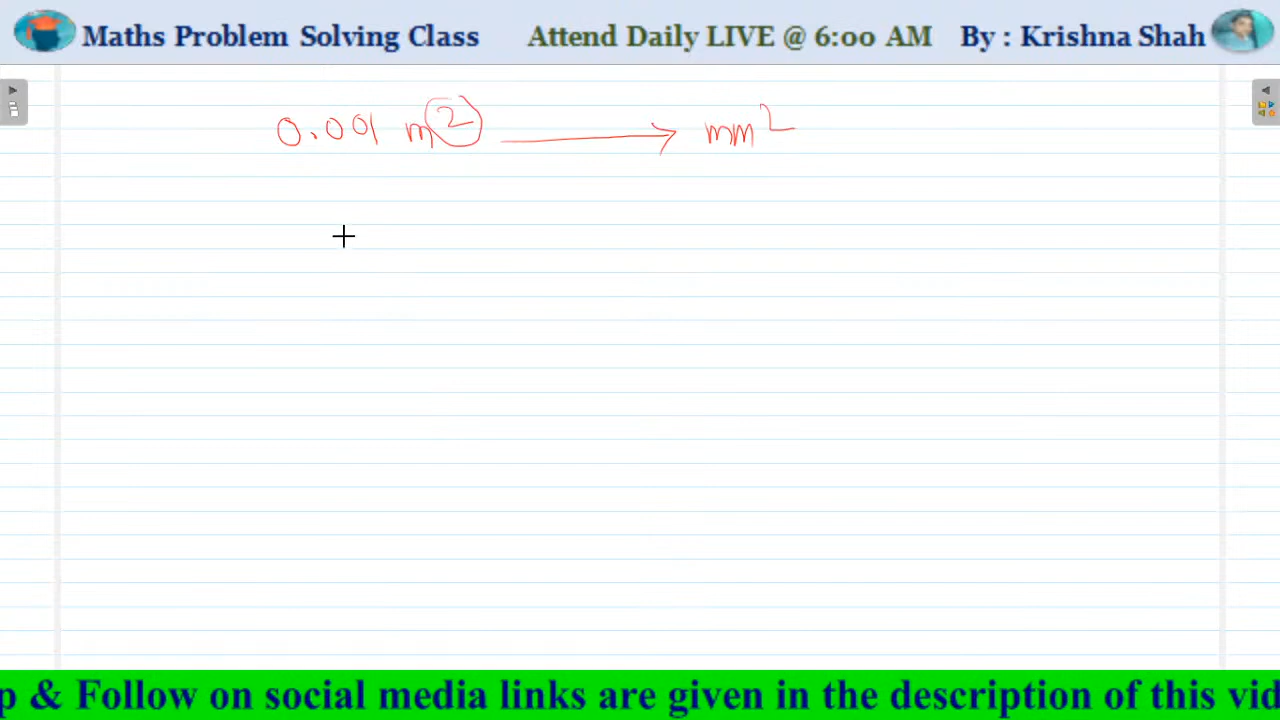 Maths Problem Solving Class Attend Daily LIVE @ 6:00 AM By : Krishna Shah
0.001 m² → mm²
p & Follow on social media links are given in the description of this vid